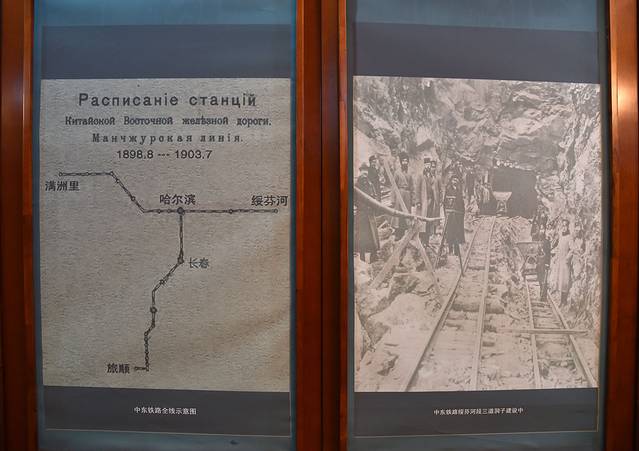 Расписаніе станцій
Китайской Восточной желѣзной дороги.
Манчжурская линія.
1898.8 --- 1903.7
满洲里
哈尔滨
绥芬河
长春
旅顺
中东铁路全线示意图
中东铁路绥芬河段三道洞子建设中